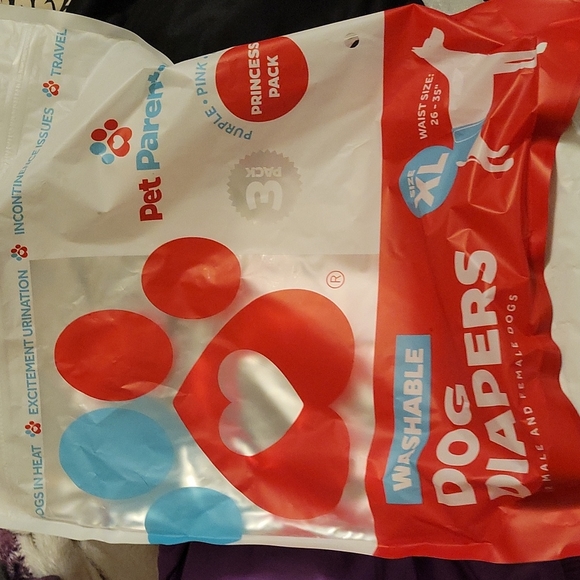 DOGS IN HEAT EXCITEMENT URINATION INCONTINENCE ISSUES TRAVEL
Pet Parents
PURPLE • PINK
PRINCESS
PACK
3
PACK
®
SIZE
XL
WAIST SIZE:
26 - 35"
WASHABLE
DOG
DIAPERS
MALE AND FEMALE DOGS